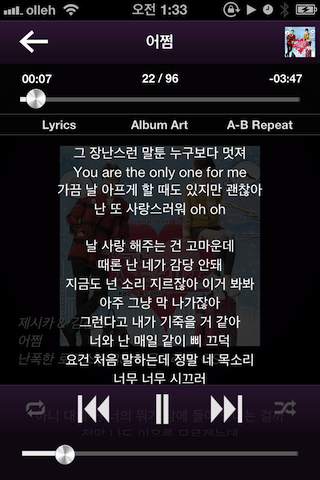 olleh 오전 1:33
어쩜
00:07 22 / 96 -03:47
Lyrics Album Art A-B Repeat
그 장난스런 말툰 누구보다 멋져
You are the only one for me
가끔 날 아프게 할 때도 있지만 괜찮아
난 또 사랑스러워 oh oh
날 사랑 해주는 건 고마운데
때론 난 네가 감당 안돼
지금도 넌 소리 지르잖아 이거 봐봐
아주 그냥 막 나가잖아
그런다고 내가 기죽을 거 같아
너와 난 매일 같이 삐 끄덕
요건 처음 말하는데 정말 네 목소리
너무 너무 시끄러
제시카 &
어쩜
난폭한 로